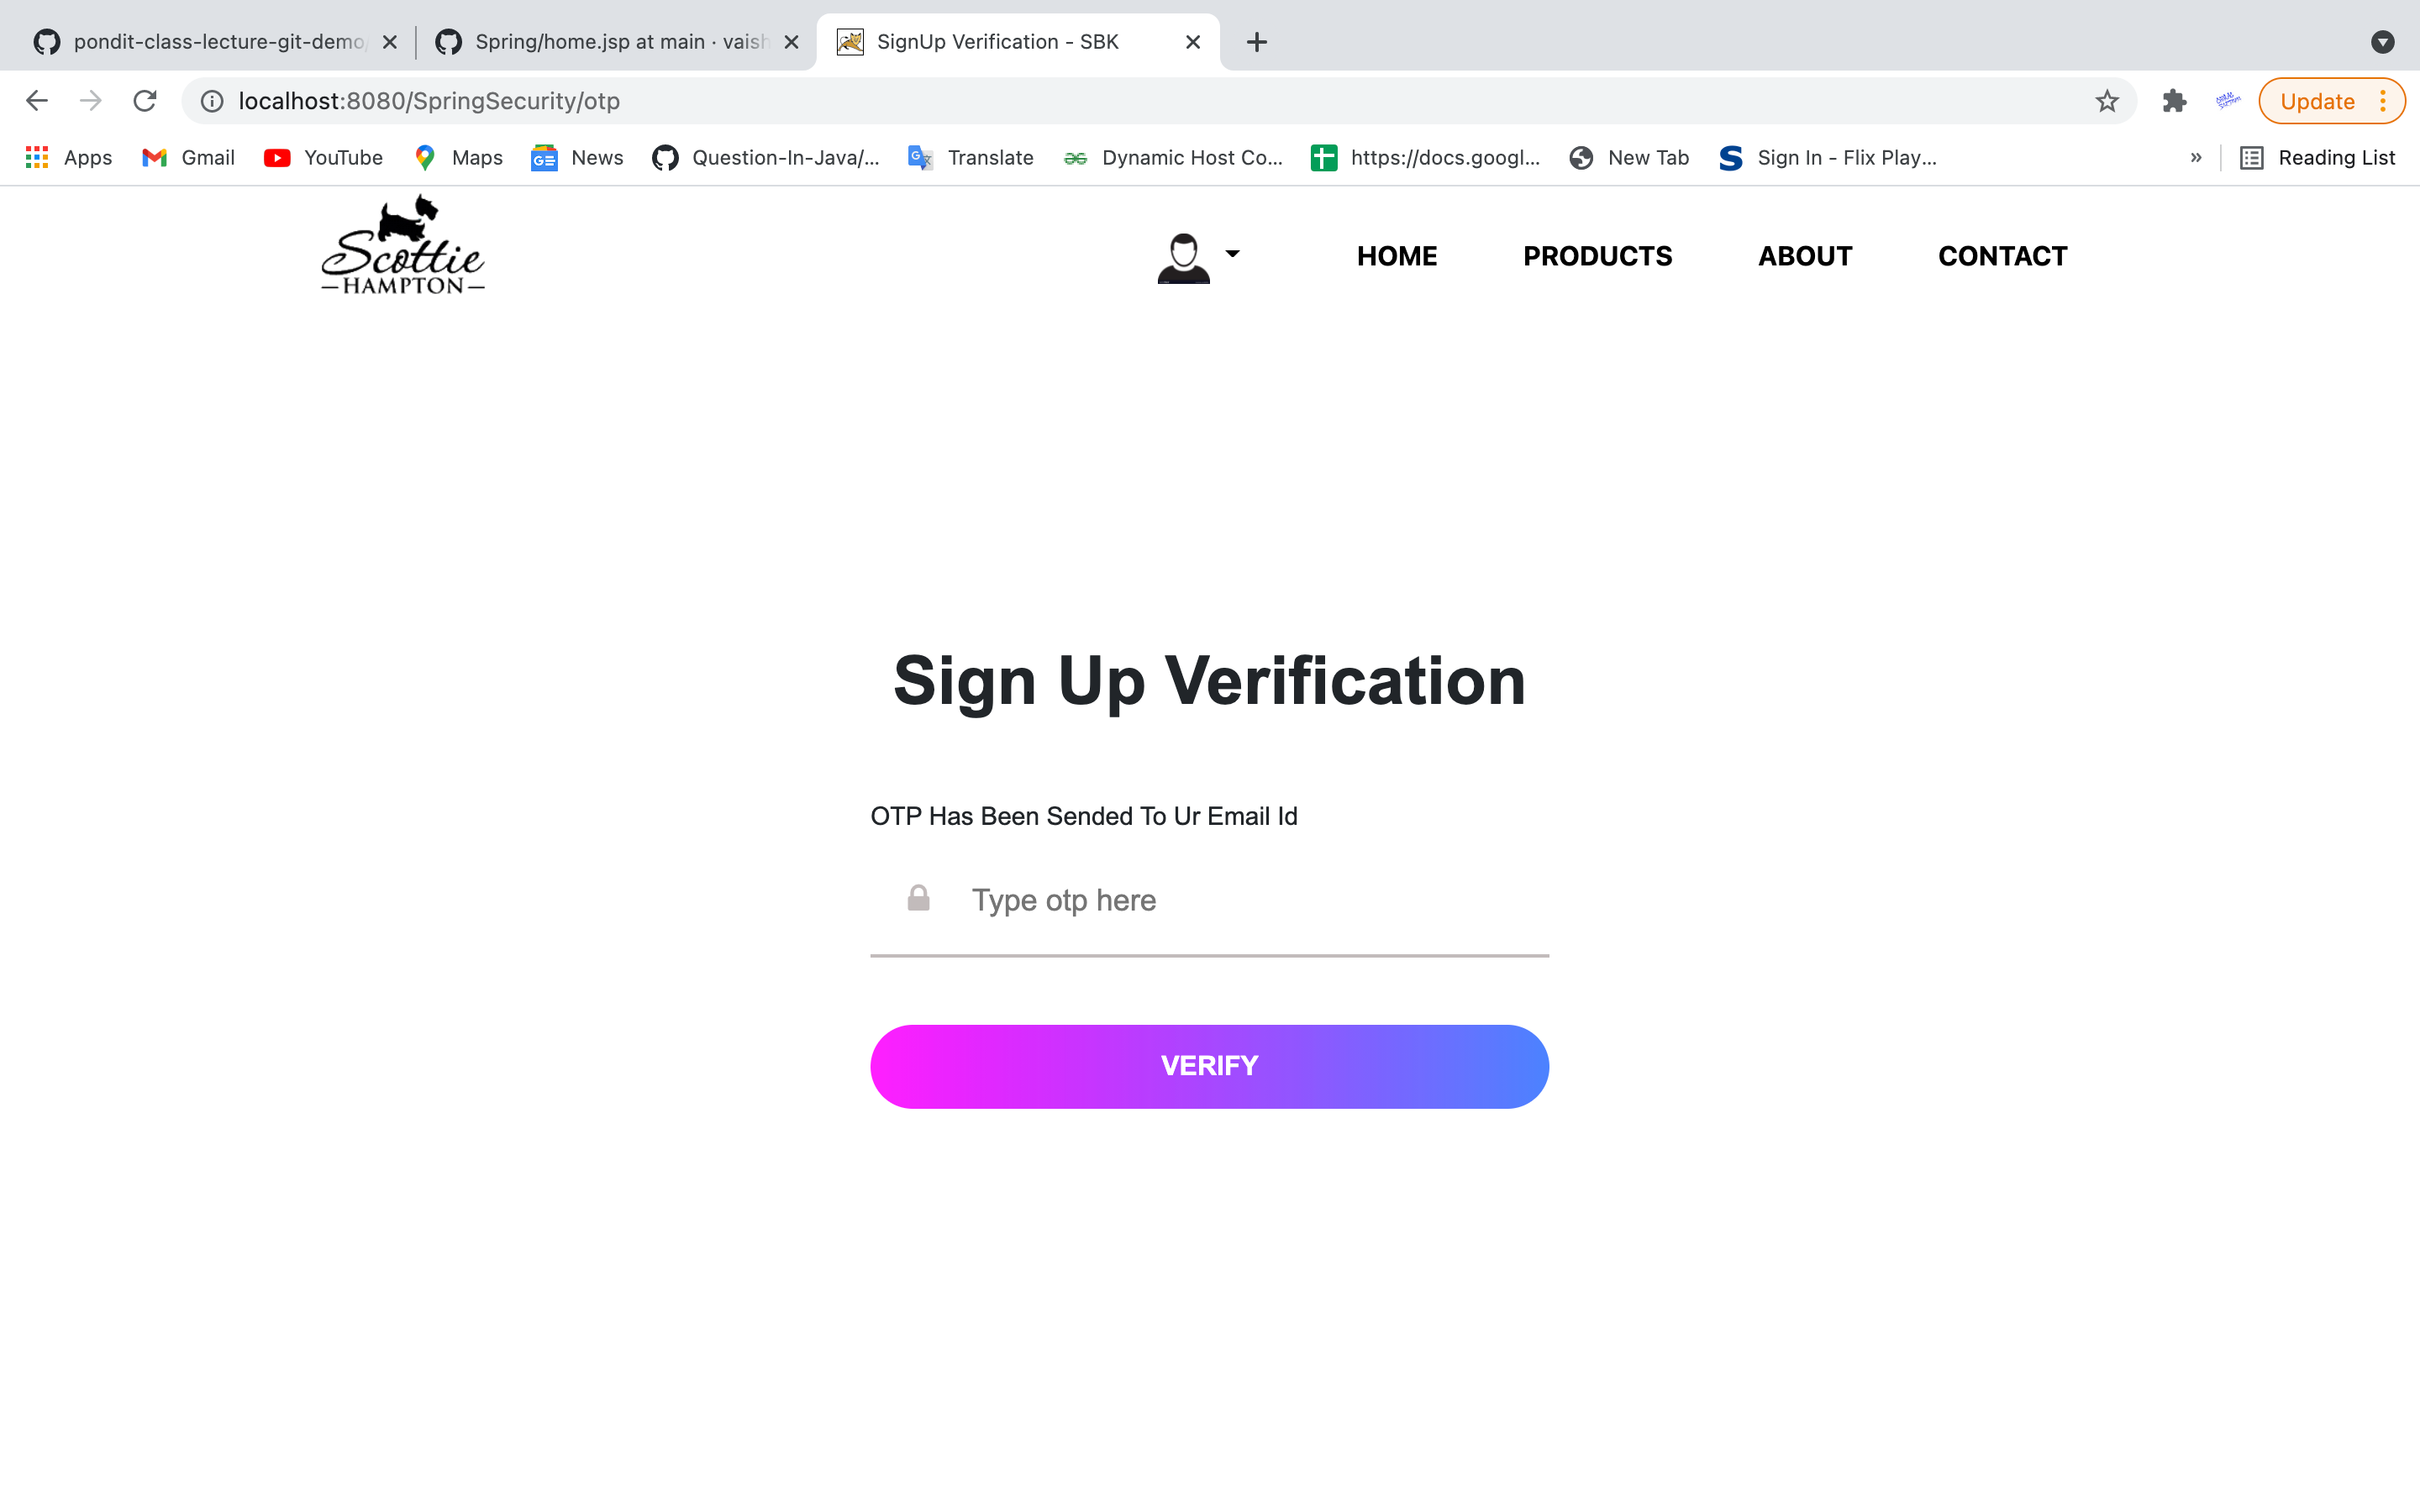 pondit-class-lecture-git-demo/
Spring/home.jsp at main · vaish
SignUp Verification - SBK
localhost:8080/SpringSecurity/otp
Update
Apps
Gmail
YouTube
Maps
News
Question-In-Java/...
Translate
Dynamic Host Co...
https://docs.googl...
New Tab
Sign In - Flix Play...
»
Reading List
Scottie
HAMPTON
HOME
PRODUCTS
ABOUT
CONTACT
Sign Up Verification
OTP Has Been Sended To Ur Email Id
Type otp here
VERIFY